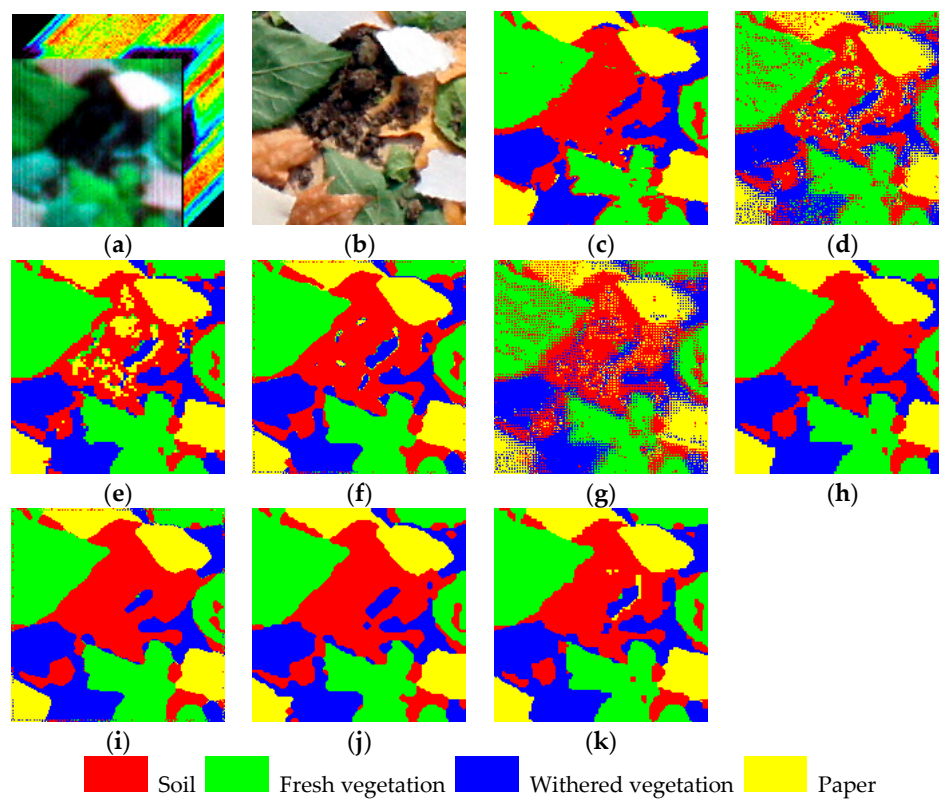 (a) (b) (c) (d)
(e) (f) (g) (h)
(i) (j) (k)
Soil Fresh vegetation Withered vegetation Paper